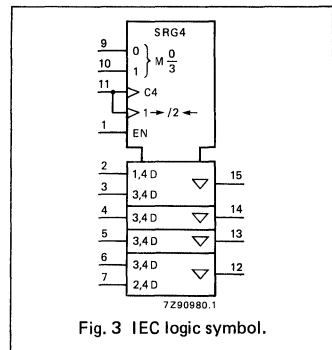 SRG4
9 0
10 1 } M 0/3
11 C4
1 → /2 ←
1 EN
2 1,4 D ▽ 15
3 3,4 D
4 3,4 D ▽ 14
5 3,4 D ▽ 13
6 3,4 D ▽ 12
7 2,4 D
7Z90980.1
Fig. 3 IEC logic symbol.